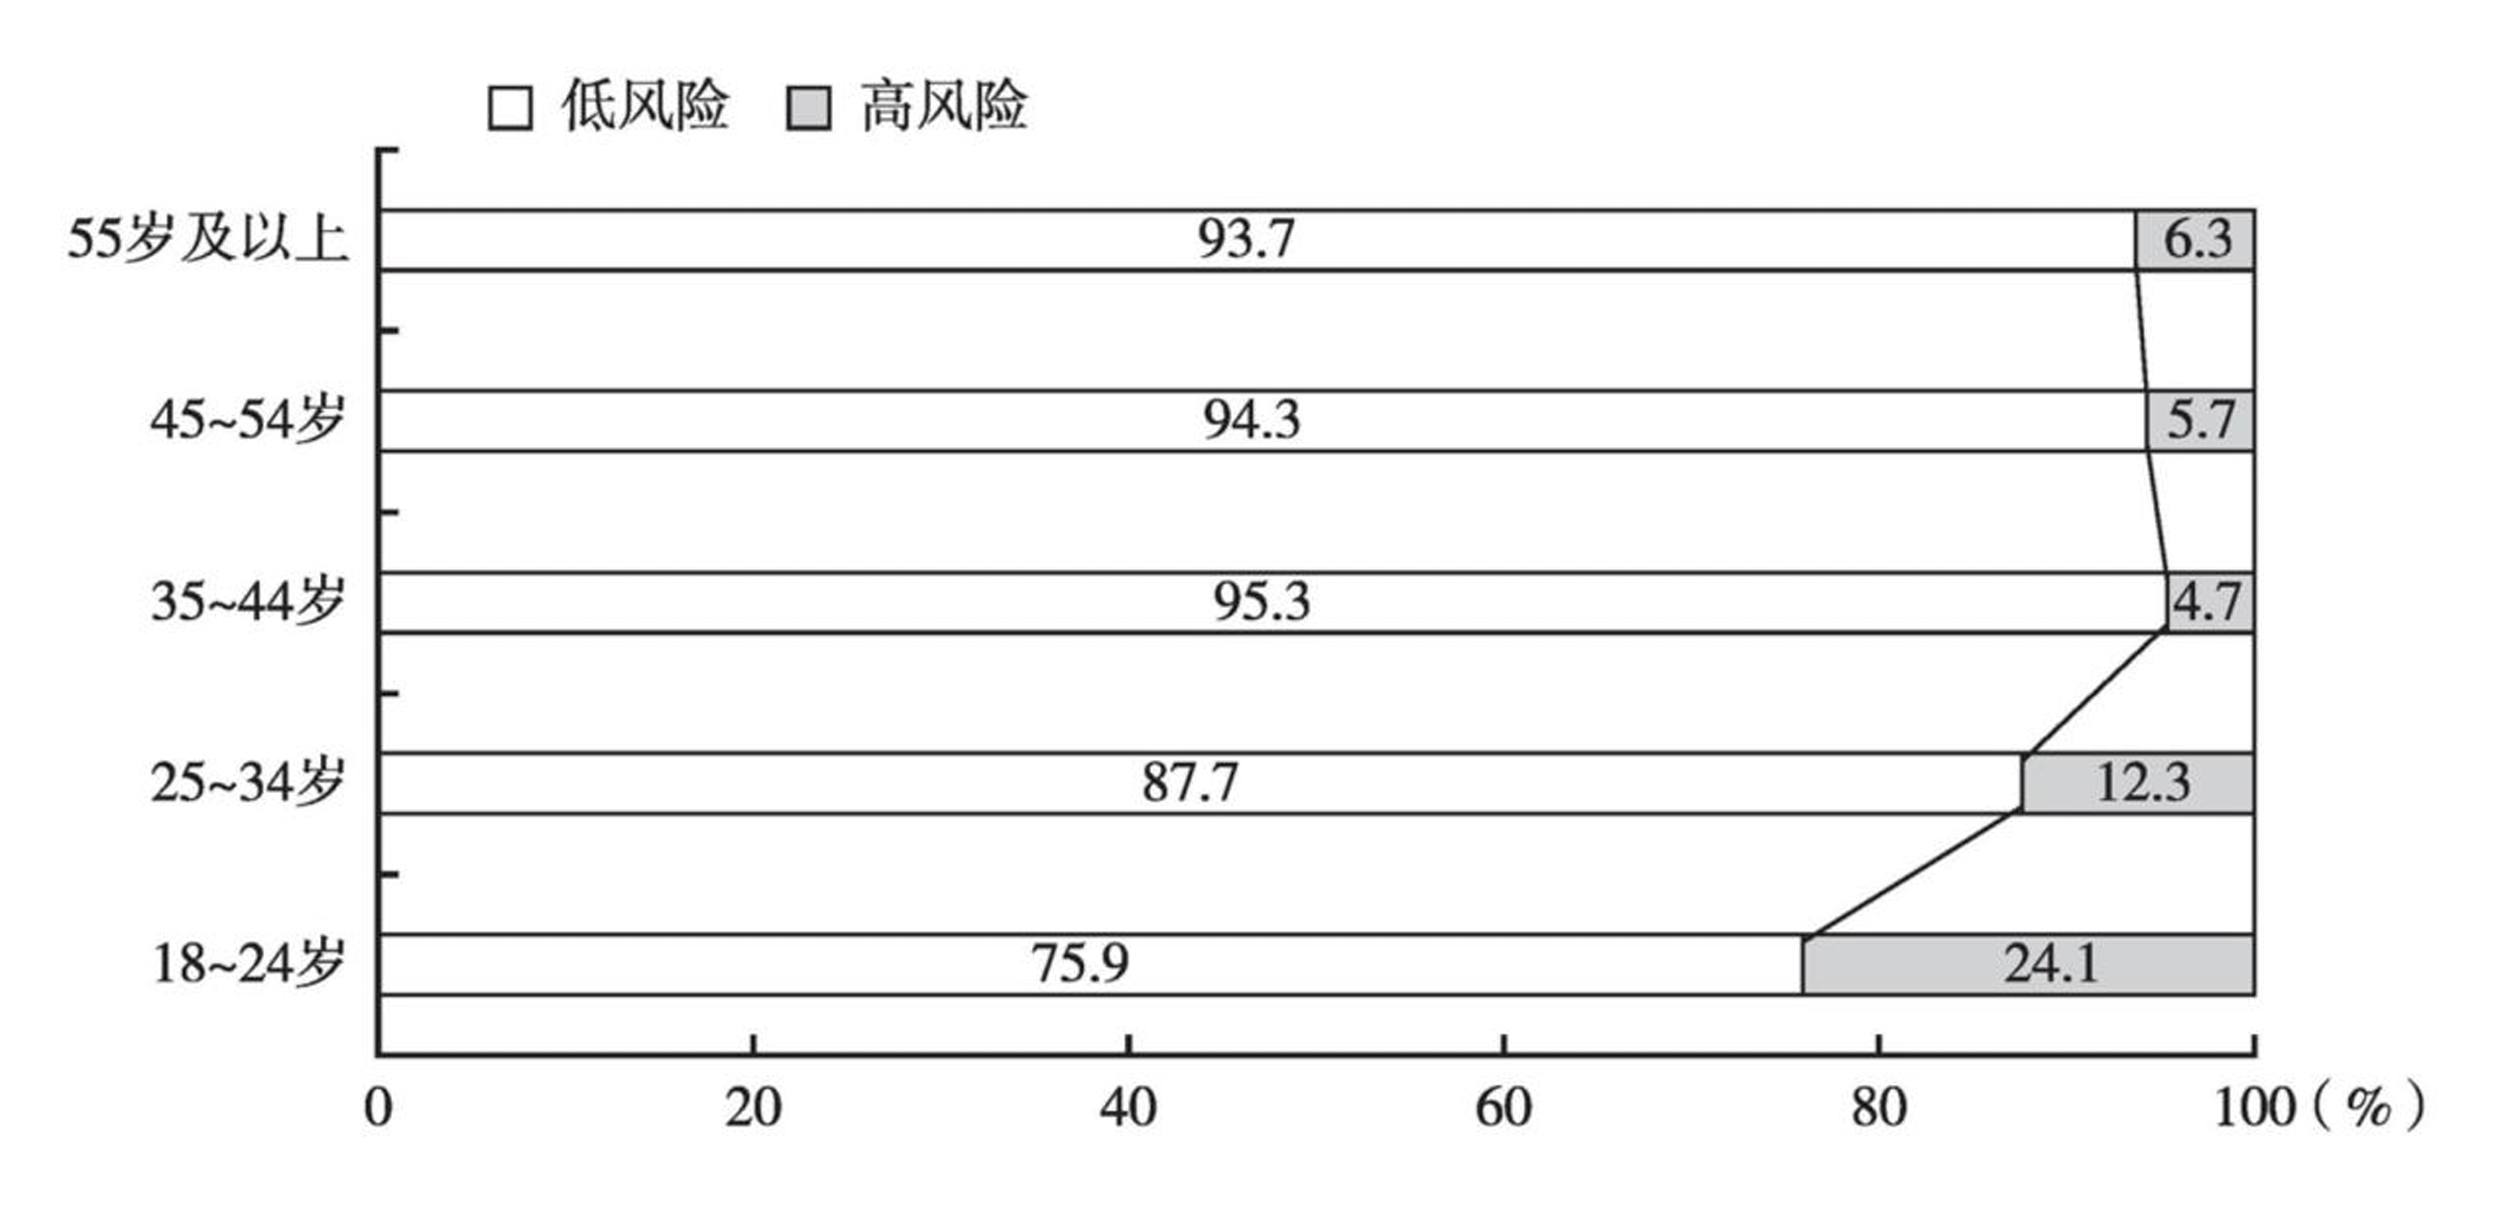 低风险 高风险
55岁及以上 93.7 6.3
45~54岁 94.3 5.7
35~44岁 95.3 4.7
25~34岁 87.7 12.3
18~24岁 75.9 24.1
0 20 40 60 80 100（%）